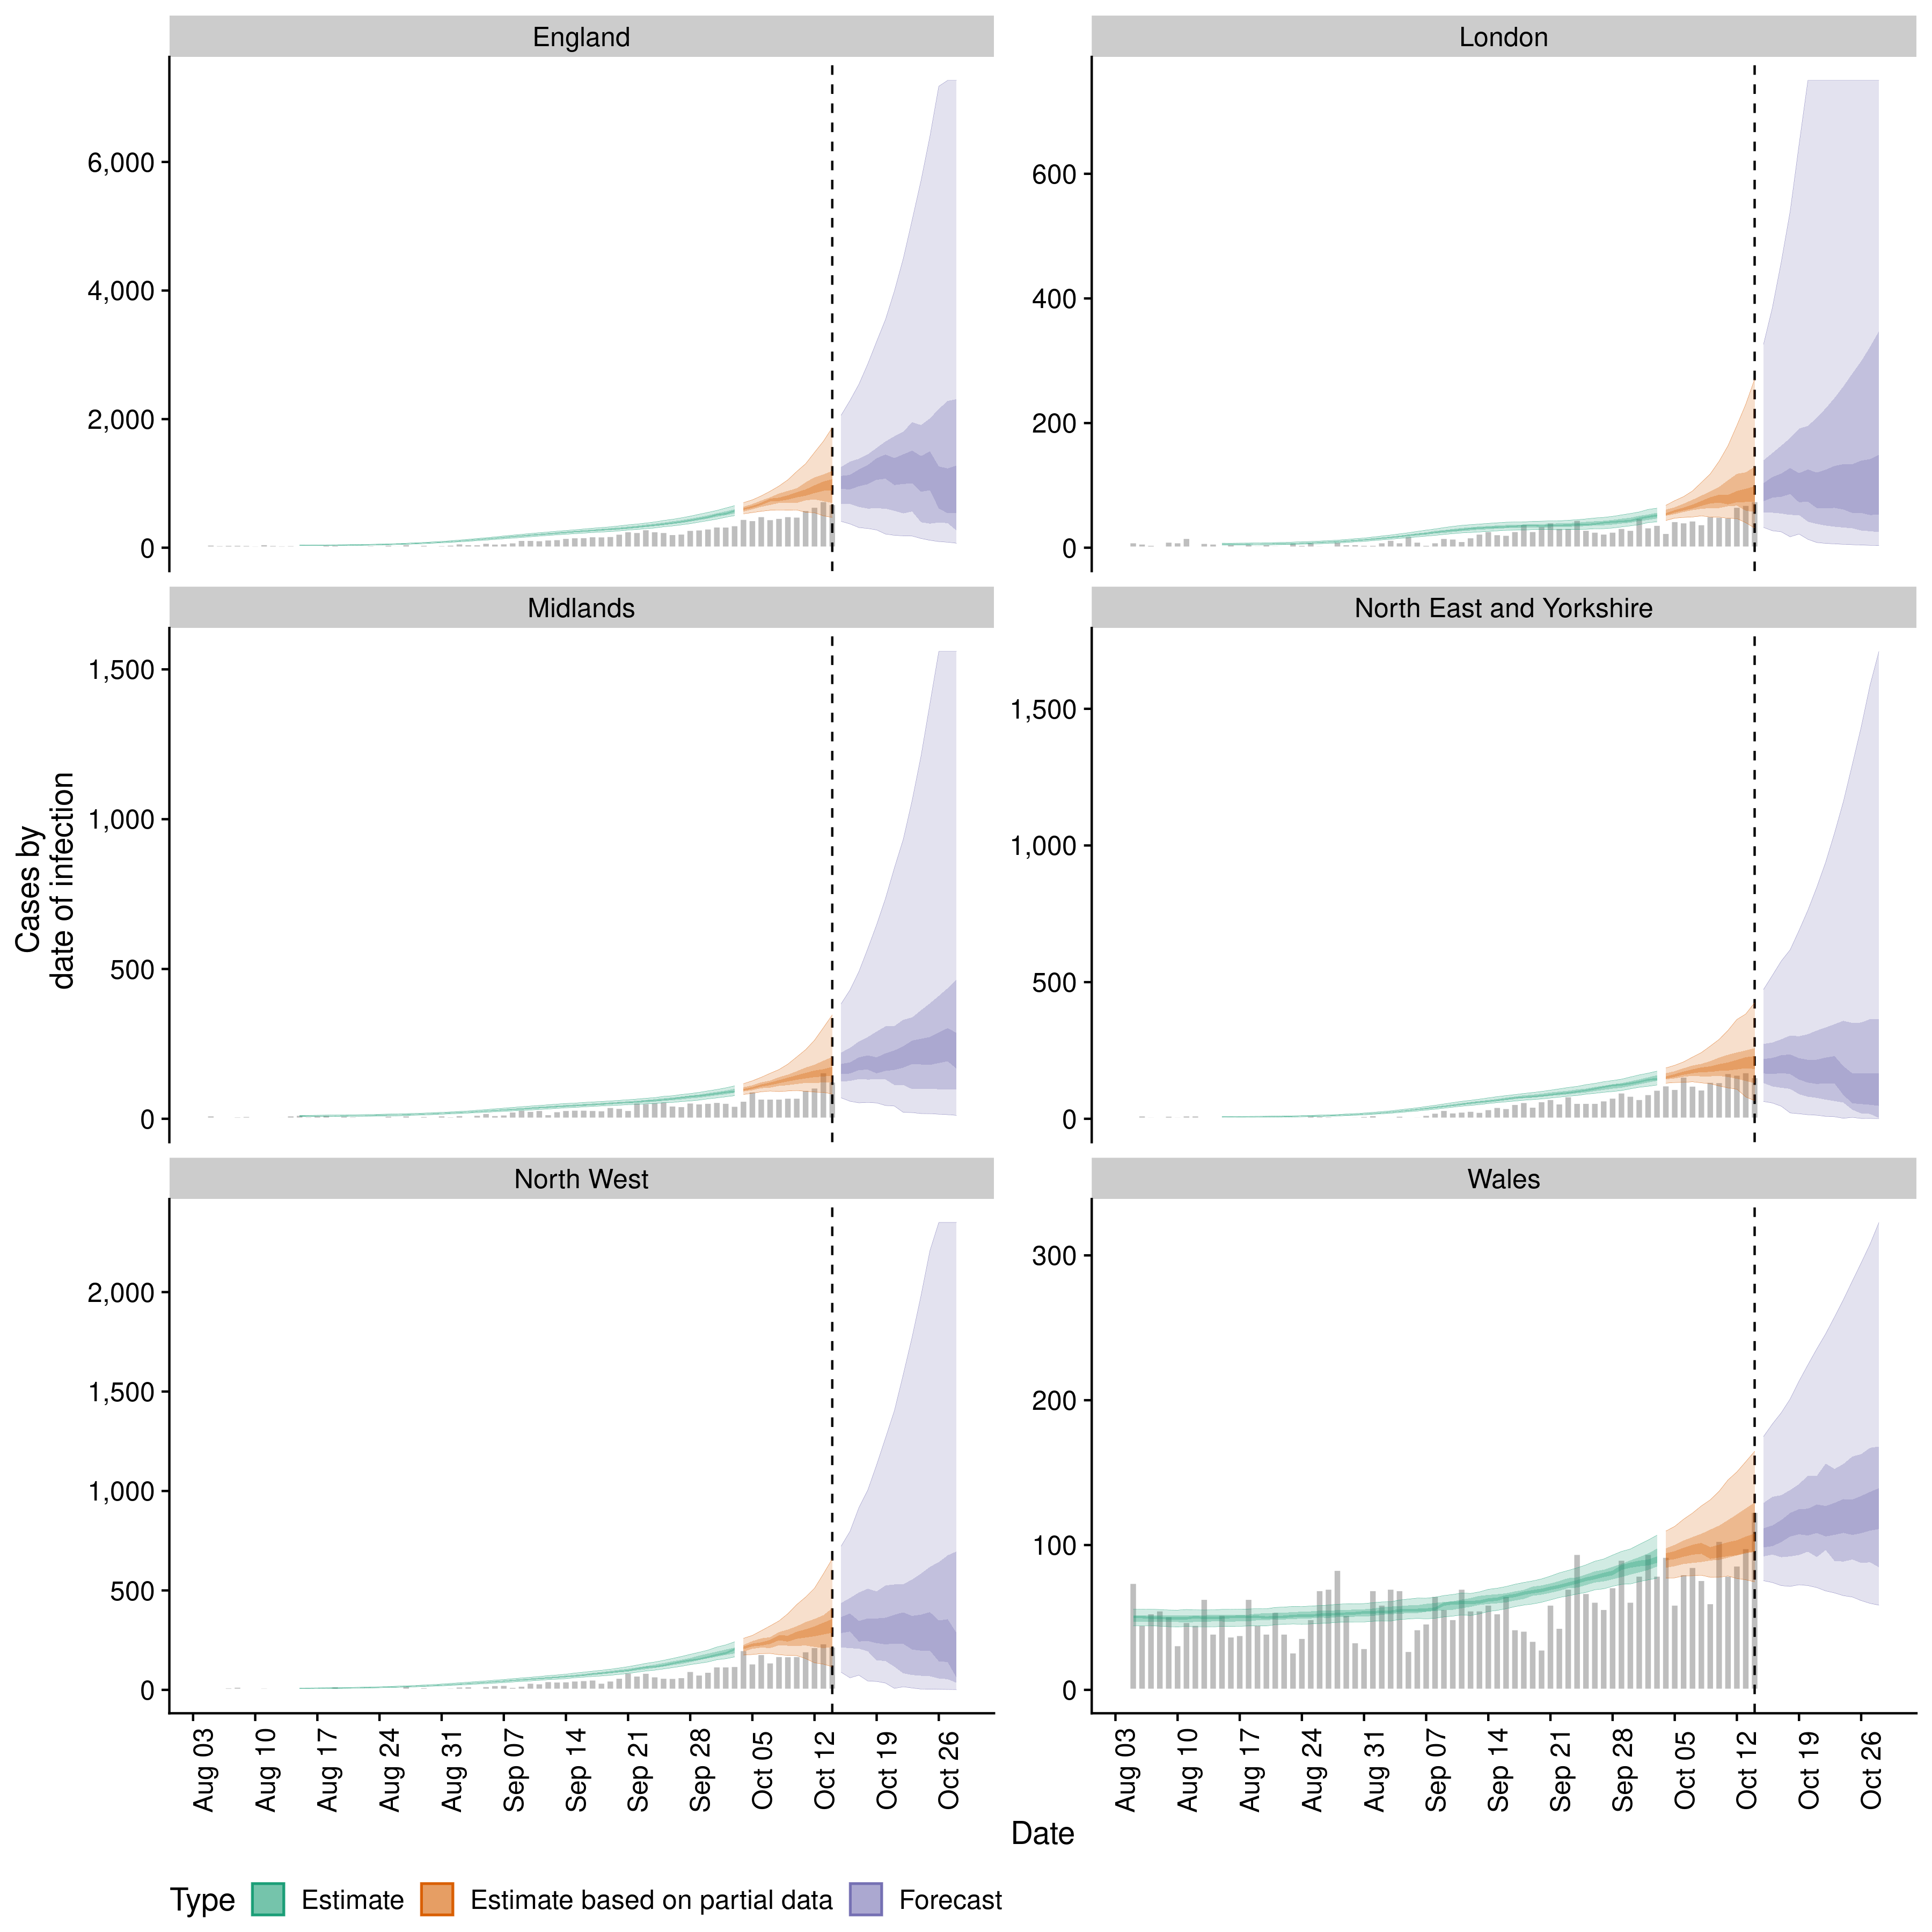 England
London
6,000
4,000
2,000
0
600
400
200
0
Midlands
North East and Yorkshire
1,500
1,000
500
0
1,500
1,000
500
0
North West
Wales
2,000
1,500
1,000
500
0
300
200
100
0
Cases by
date of infection
Aug 03
Aug 10
Aug 17
Aug 24
Aug 31
Sep 07
Sep 14
Sep 21
Sep 28
Oct 05
Oct 12
Oct 19
Oct 26
Aug 03
Aug 10
Aug 17
Aug 24
Aug 31
Sep 07
Sep 14
Sep 21
Sep 28
Oct 05
Oct 12
Oct 19
Oct 26
Date
Type Estimate Estimate based on partial data Forecast